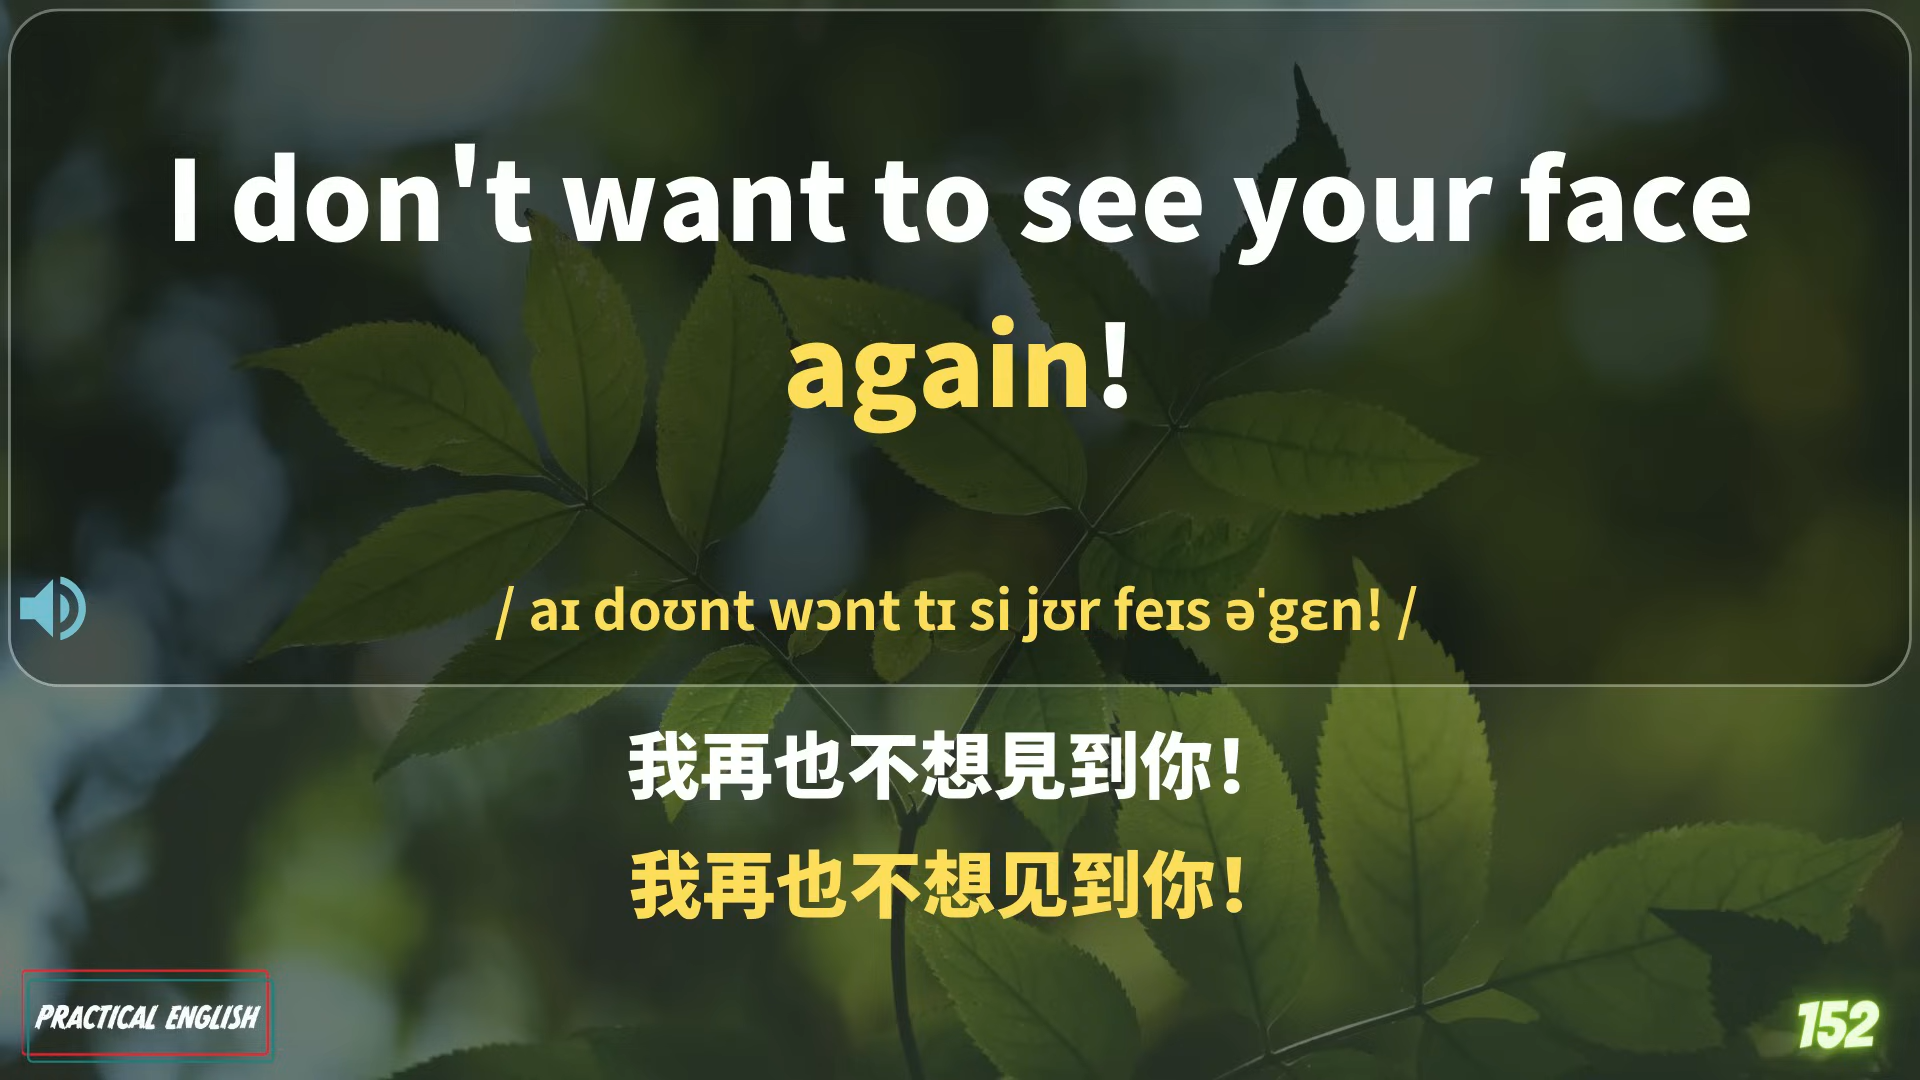 I don't want to see your face
again!
/ aɪ doʊnt wɔnt tɪ si jʊr feɪs əˈgɛn! /
我再也不想見到你！
我再也不想见到你！
PRACTICAL ENGLISH
152